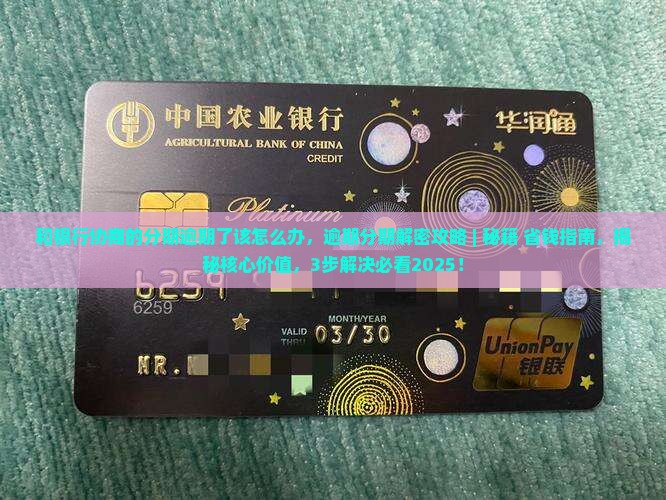 中国农业银行
AGRICULTURAL BANK OF CHINA
CREDIT
华润通
Platinum
和银行协商的分期逾期了该怎么办，逾期分期解密攻略 | 秘籍 省钱指南，揭
秘核心价值，3步解决必看2025！
6259
6259
MONTH/YEAR
VALID THRU 03/30
MR.
UnionPay
银联